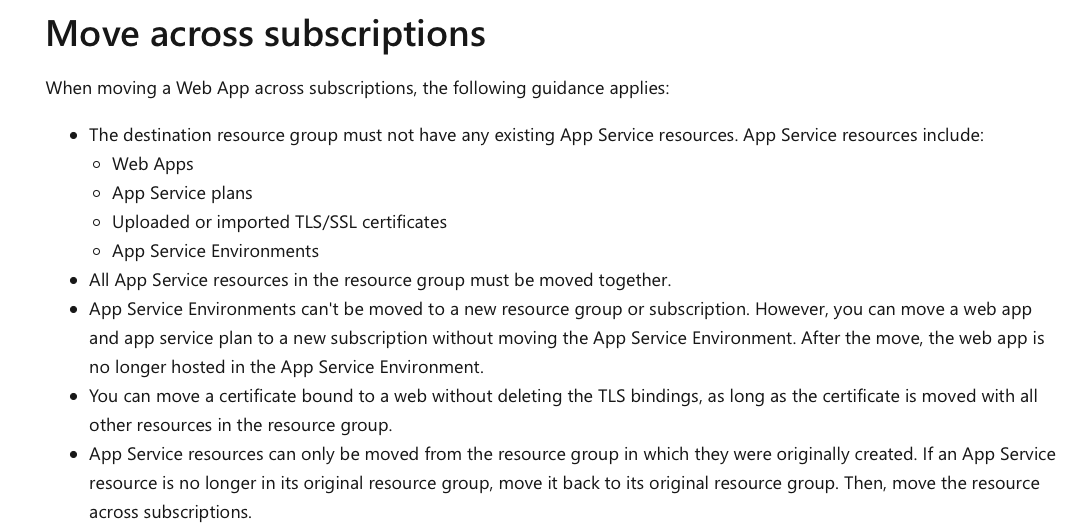 Move across subscriptions
When moving a Web App across subscriptions, the following guidance applies:
The destination resource group must not have any existing App Service resources. App Service resources include:
Web Apps
App Service plans
Uploaded or imported TLS/SSL certificates
App Service Environments
All App Service resources in the resource group must be moved together.
App Service Environments can't be moved to a new resource group or subscription. However, you can move a web app
and app service plan to a new subscription without moving the App Service Environment. After the move, the web app is
no longer hosted in the App Service Environment.
You can move a certificate bound to a web without deleting the TLS bindings, as long as the certificate is moved with all
other resources in the resource group.
App Service resources can only be moved from the resource group in which they were originally created. If an App Service
resource is no longer in its original resource group, move it back to its original resource group. Then, move the resource
across subscriptions.